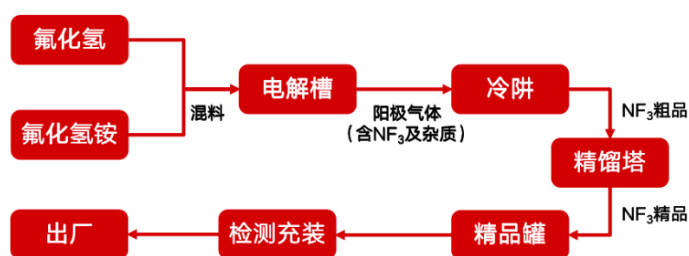 氟化氢
氟化氢铵
混料
电解槽
阳极气体
（含NF₃及杂质）
冷阱
NF₃粗品
精馏塔
NF₃精品
精品罐
检测充装
出厂